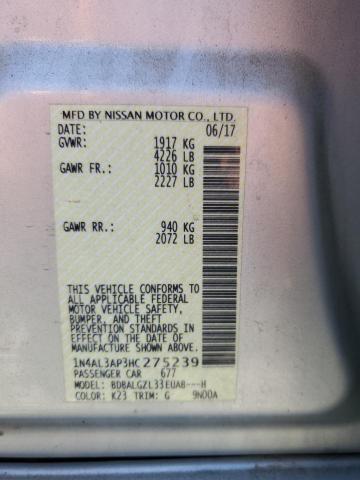 MFD BY NISSAN MOTOR CO., LTD.
DATE: 06/17
GVWR: 1917 KG
4226 LB
GAWR FR.: 1010 KG
2227 LB
GAWR RR.: 940 KG
2072 LB
THIS VEHICLE CONFORMS TO
ALL APPLICABLE FEDERAL
MOTOR VEHICLE SAFETY,
BUMPER, AND THEFT
PREVENTION STANDARDS IN
EFFECT ON THE DATE OF
MANUFACTURE SHOWN ABOVE.
1N4AL3AP3HC275239
PASSENGER CAR 677
MODEL: BDBALGZL33EUAB---H
COLOR: K23 TRIM: G 9N00A